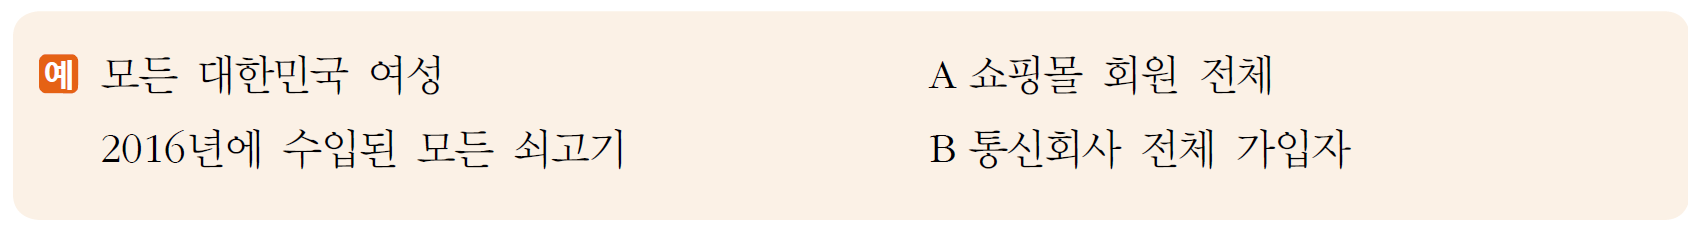 예 모든 대한민국 여성 A 쇼핑몰 회원 전체
2016년에 수입된 모든 쇠고기 B 통신회사 전체 가입자